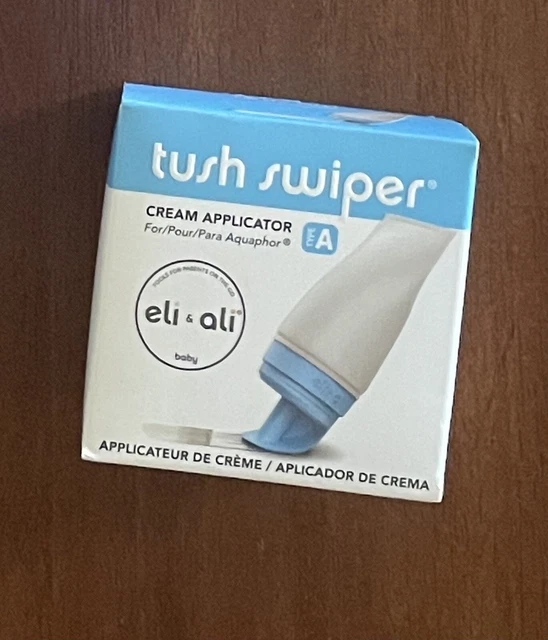 tush swiper®
CREAM APPLICATOR
For/Pour/Para Aquaphor®
TYPE A
TOOLS FOR PARENTS ON THE GO
eli & ali®
baby
APPLICATEUR DE CRÈME / APLICADOR DE CREMA